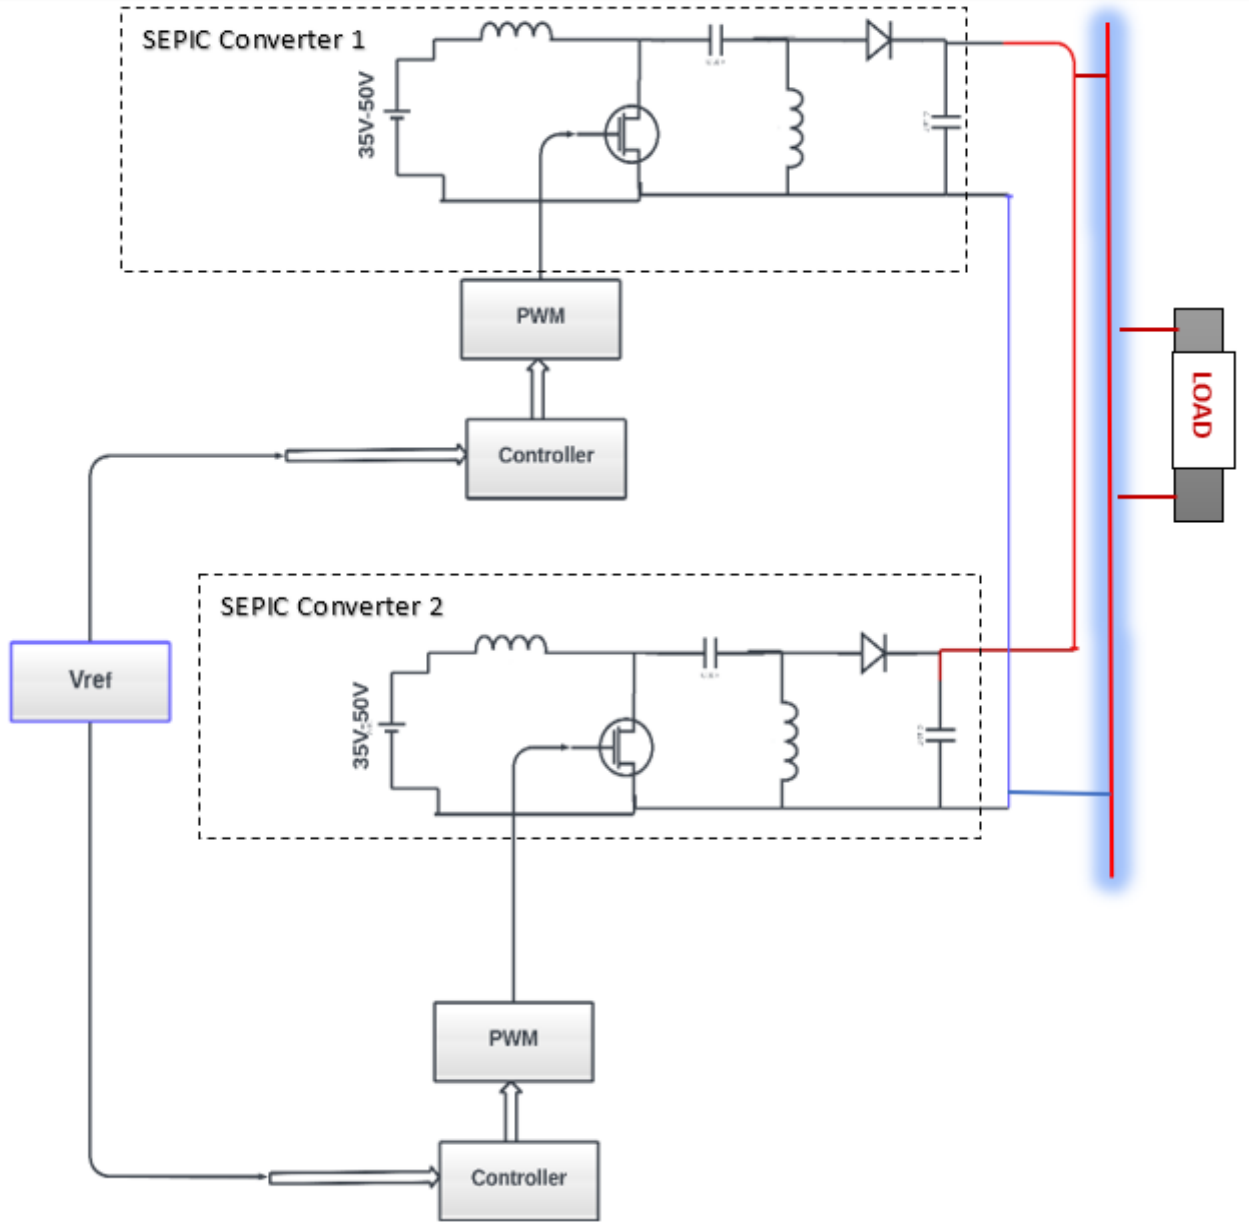 SEPIC Converter 1
35V-50V
PWM
Controller
LOAD
SEPIC Converter 2
35V-50V
Vref
PWM
Controller